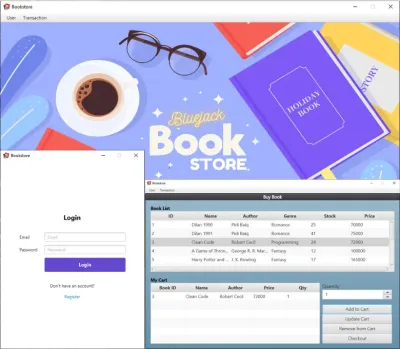 Bookstore
User Transaction
HOLIDAY
BOOK
STORY
Bluejack
Book
STORE
Bookstore
Login
Email Email
Password Password
Login
Don't have an account?
Register
Bookstore
User Transaction
Buy Book
Book List
ID Name Author Genre Stock Price
1 Dilan 1990 Pidi Baiq Romance 25 70000
2 Dilan 1991 Pidi Baiq Romance 41 75000
3 Clean Code Robert Cecil Programming 24 72000
4 A Game of Thron... George R. R. Mar... Fantasy 12
5 Harry Potter and ... J. K. Rowling Fantasy 17 165000
My Cart
Book ID Name Author Price Qty
3 Clean Code Robert Cecil 72000 1
Quantity
1
Add to Cart
Update Cart
Remove from Cart
Checkout